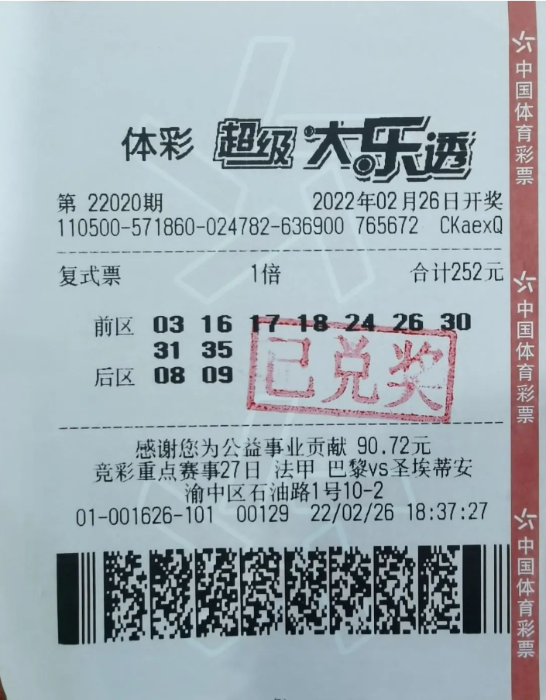 体彩 超级大乐透
第 22020期 2022年02月26日开奖
110500-571860-024782-636900 765672 CKaexQ
复式票 1倍 合计252元
前区 03 16 17 18 24 26 30
31 35
后区 08 09
已兑奖
感谢您为公益事业贡献 90.72元
竞彩重点赛事27日 法甲 巴黎vs圣埃蒂安
渝中区石油路1号10-2
01-001626-101 00129 22/02/26 18:37:27
中国体育彩票
中国体育彩票
中国体育彩票